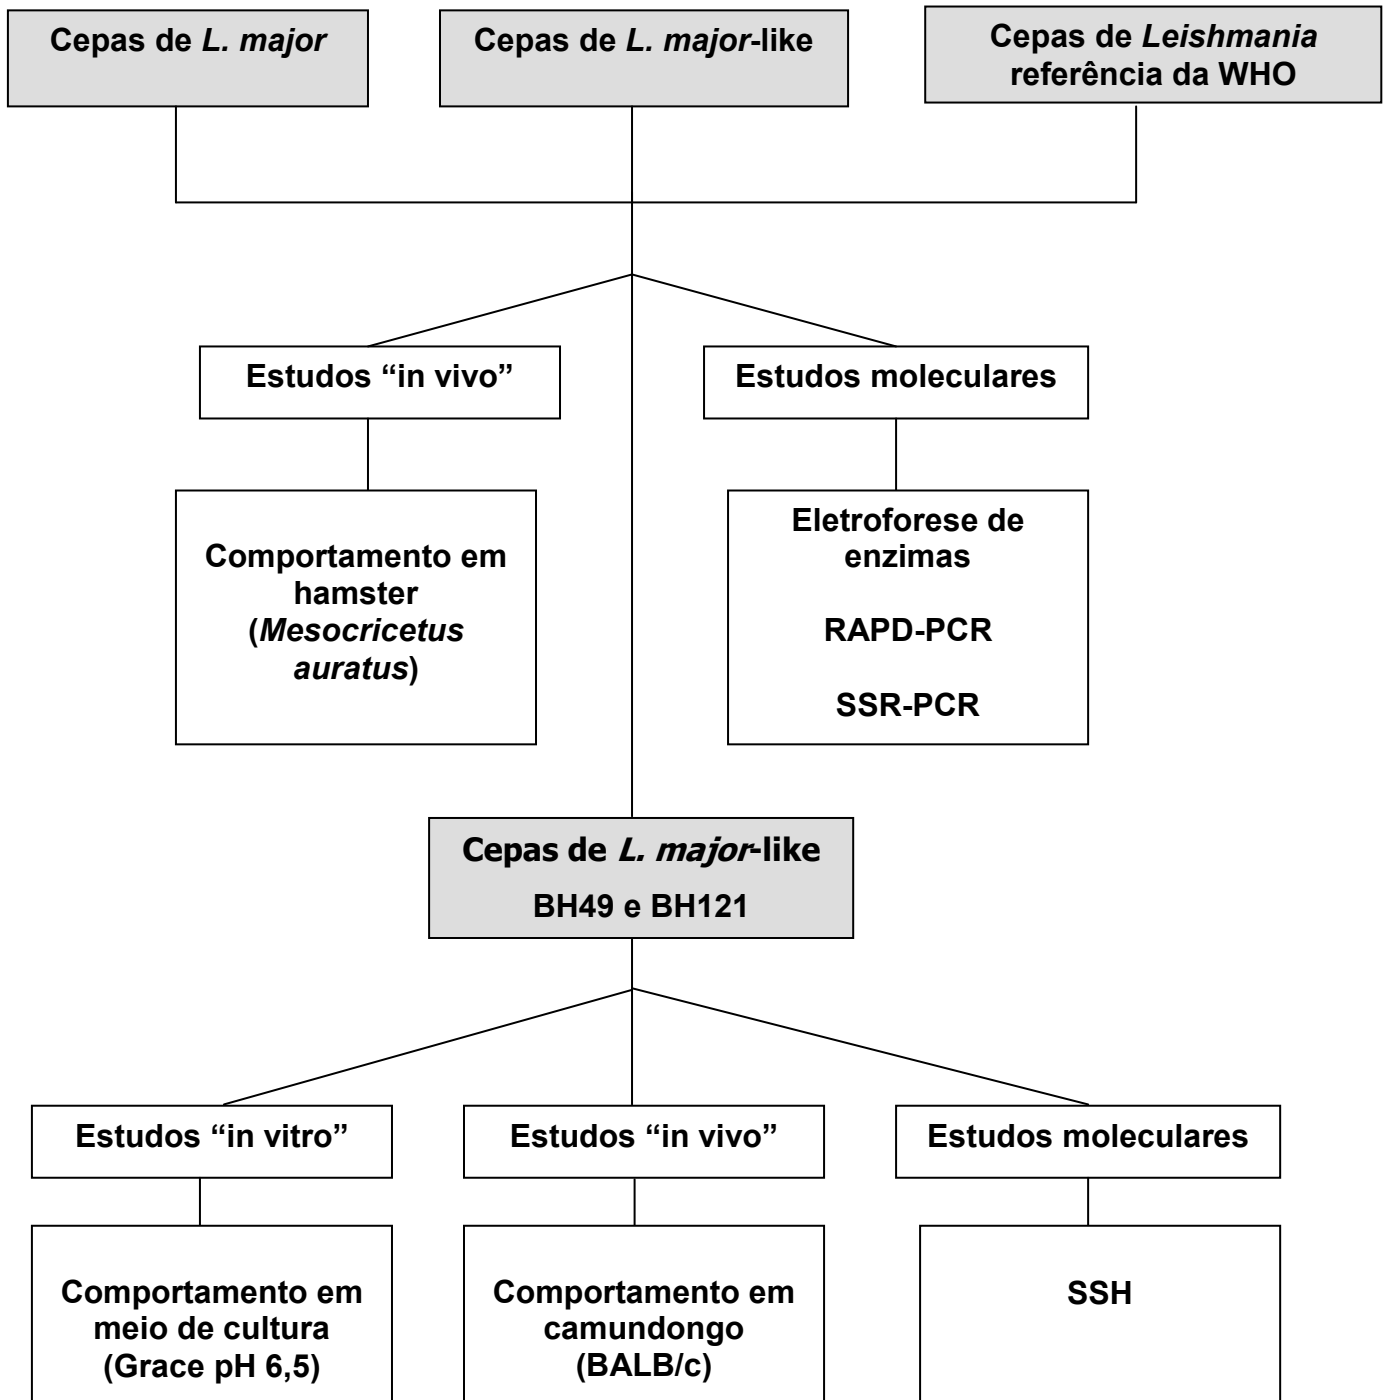 Cepas de L. major
Cepas de L. major-like
Cepas de Leishmania
referência da WHO
Estudos “in vivo”
Estudos moleculares
Comportamento em
hamster
(Mesocricetus
auratus)
Eletroforese de
enzimas
RAPD-PCR
SSR-PCR
Cepas de L. major-like
BH49 e BH121
Estudos “in vitro”
Estudos “in vivo”
Estudos moleculares
Comportamento em
meio de cultura
(Grace pH 6,5)
Comportamento em
camundongo
(BALB/c)
SSH